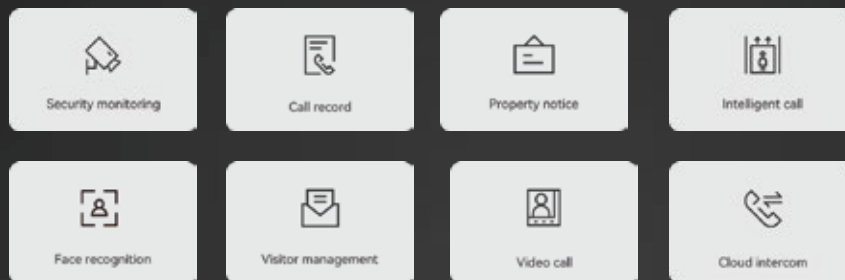 Security monitoring
Call record
Property notice
Intelligent call
Face recognition
Visitor management
Video call
Cloud intercom